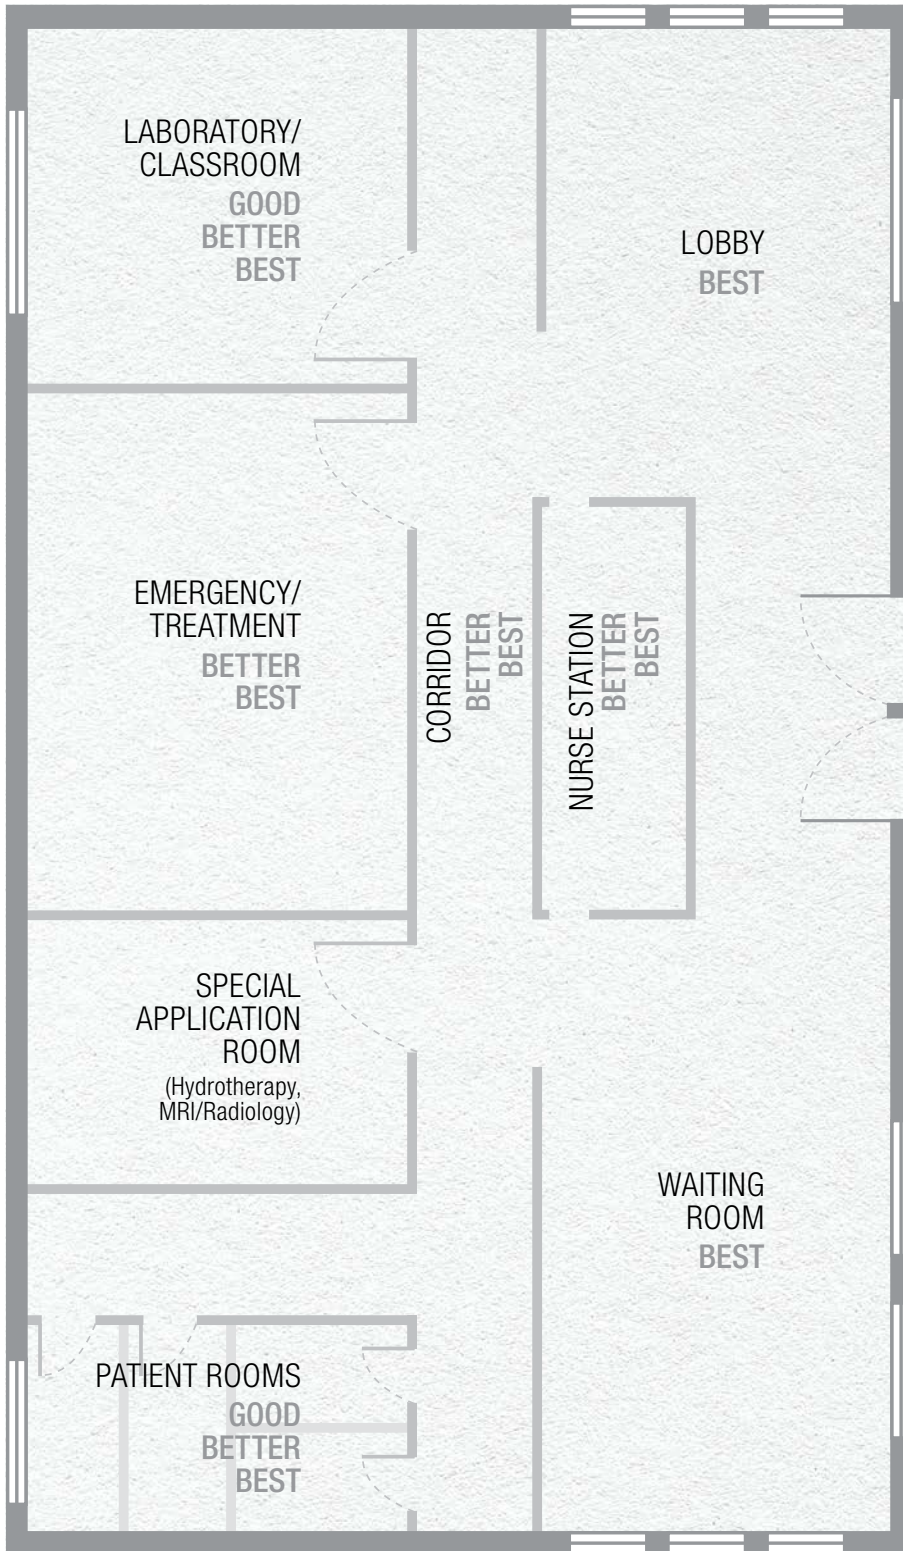 LABORATORY/
CLASSROOM
GOOD
BETTER
BEST
LOBBY
BEST
EMERGENCY/
TREATMENT
BETTER
BEST
CORRIDOR
BETTER
BEST
NURSE STATION
BETTER
BEST
SPECIAL
APPLICATION
ROOM
(Hydrotherapy,
MRI/Radiology)
WAITING
ROOM
BEST
PATIENT ROOMS
GOOD
BETTER
BEST